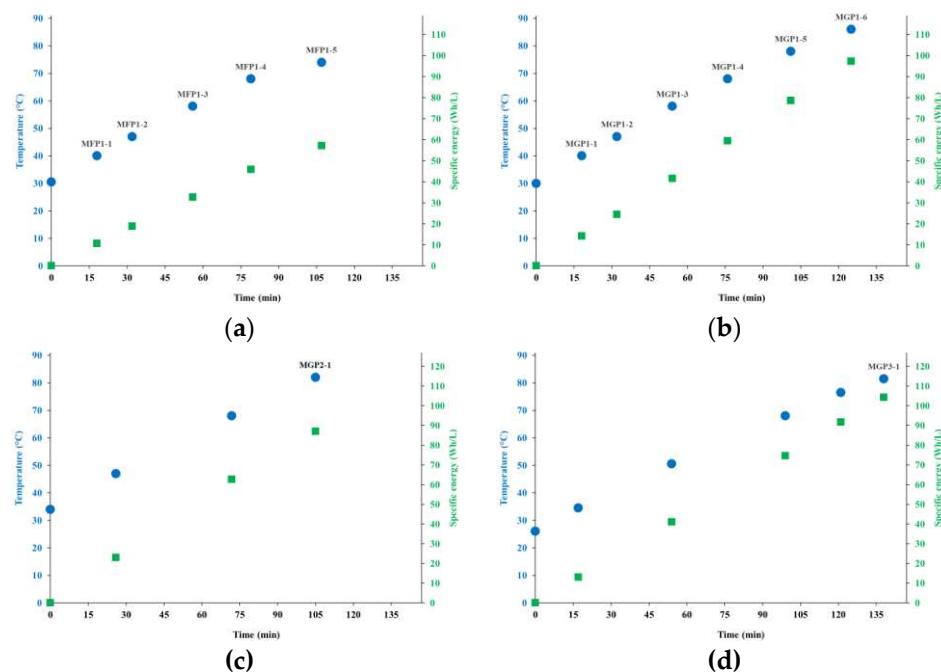 90
80
70
60
50
40
30
20
10
0
Temperature (°C)
110
100
90
80
70
60
50
40
30
20
10
0
Specific energy (Wh/L)
MFP1-1
MFP1-2
MFP1-3
MFP1-4
MFP1-5
0 15 30 45 60 75 90 105 120 135
Time (min)
(a)
90
80
70
60
50
40
30
20
10
0
Temperature (°C)
110
100
90
80
70
60
50
40
30
20
10
0
Specific energy (Wh/L)
MGP1-1
MGP1-2
MGP1-3
MGP1-4
MGP1-5
MGP1-6
0 15 30 45 60 75 90 105 120 135
Time (min)
(b)
90
80
70
60
50
40
30
20
10
0
Temperature (°C)
120
110
100
90
80
70
60
50
40
30
20
10
0
Specific energy (Wh/L)
MGP2-1
0 15 30 45 60 75 90 105 120 135
Time (min)
(c)
90
80
70
60
50
40
30
20
10
0
Temperature (°C)
120
110
100
90
80
70
60
50
40
30
20
10
0
Specific energy (Wh/L)
MGP3-1
0 15 30 45 60 75 90 105 120 135
Time (min)
(d)